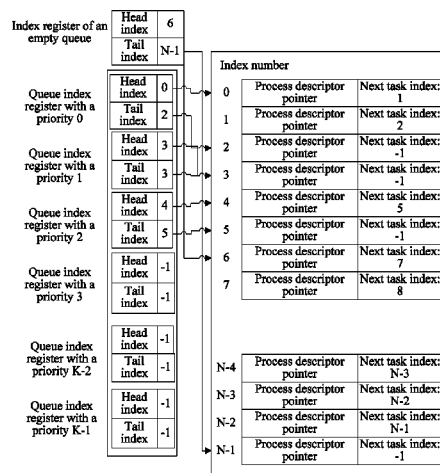 Index register of an
empty queue
Head
index
6
Tail
index
N-1
Queue index
register with a
priority 0
Head
index
0
Tail
index
2
Queue index
register with a
priority 1
Head
index
3
Tail
index
3
Queue index
register with a
priority 2
Head
index
4
Tail
index
5
Queue index
register with a
priority 3
Head
index
-1
Tail
index
-1
Queue index
register with a
priority K-2
Head
index
-1
Tail
index
-1
Queue index
register with a
priority K-1
Head
index
-1
Tail
index
-1
Index number
0
Process descriptor
pointer
Next task index:
1
1
Process descriptor
pointer
Next task index:
2
2
Process descriptor
pointer
Next task index:
-1
3
Process descriptor
pointer
Next task index:
-1
4
Process descriptor
pointer
Next task index:
5
5
Process descriptor
pointer
Next task index:
-1
6
Process descriptor
pointer
Next task index:
7
7
Process descriptor
pointer
Next task index:
8
N-4
Process descriptor
pointer
Next task index:
N-3
N-3
Process descriptor
pointer
Next task index:
N-2
N-2
Process descriptor
pointer
Next task index:
N-1
N-1
Process descriptor
pointer
Next task index:
-1